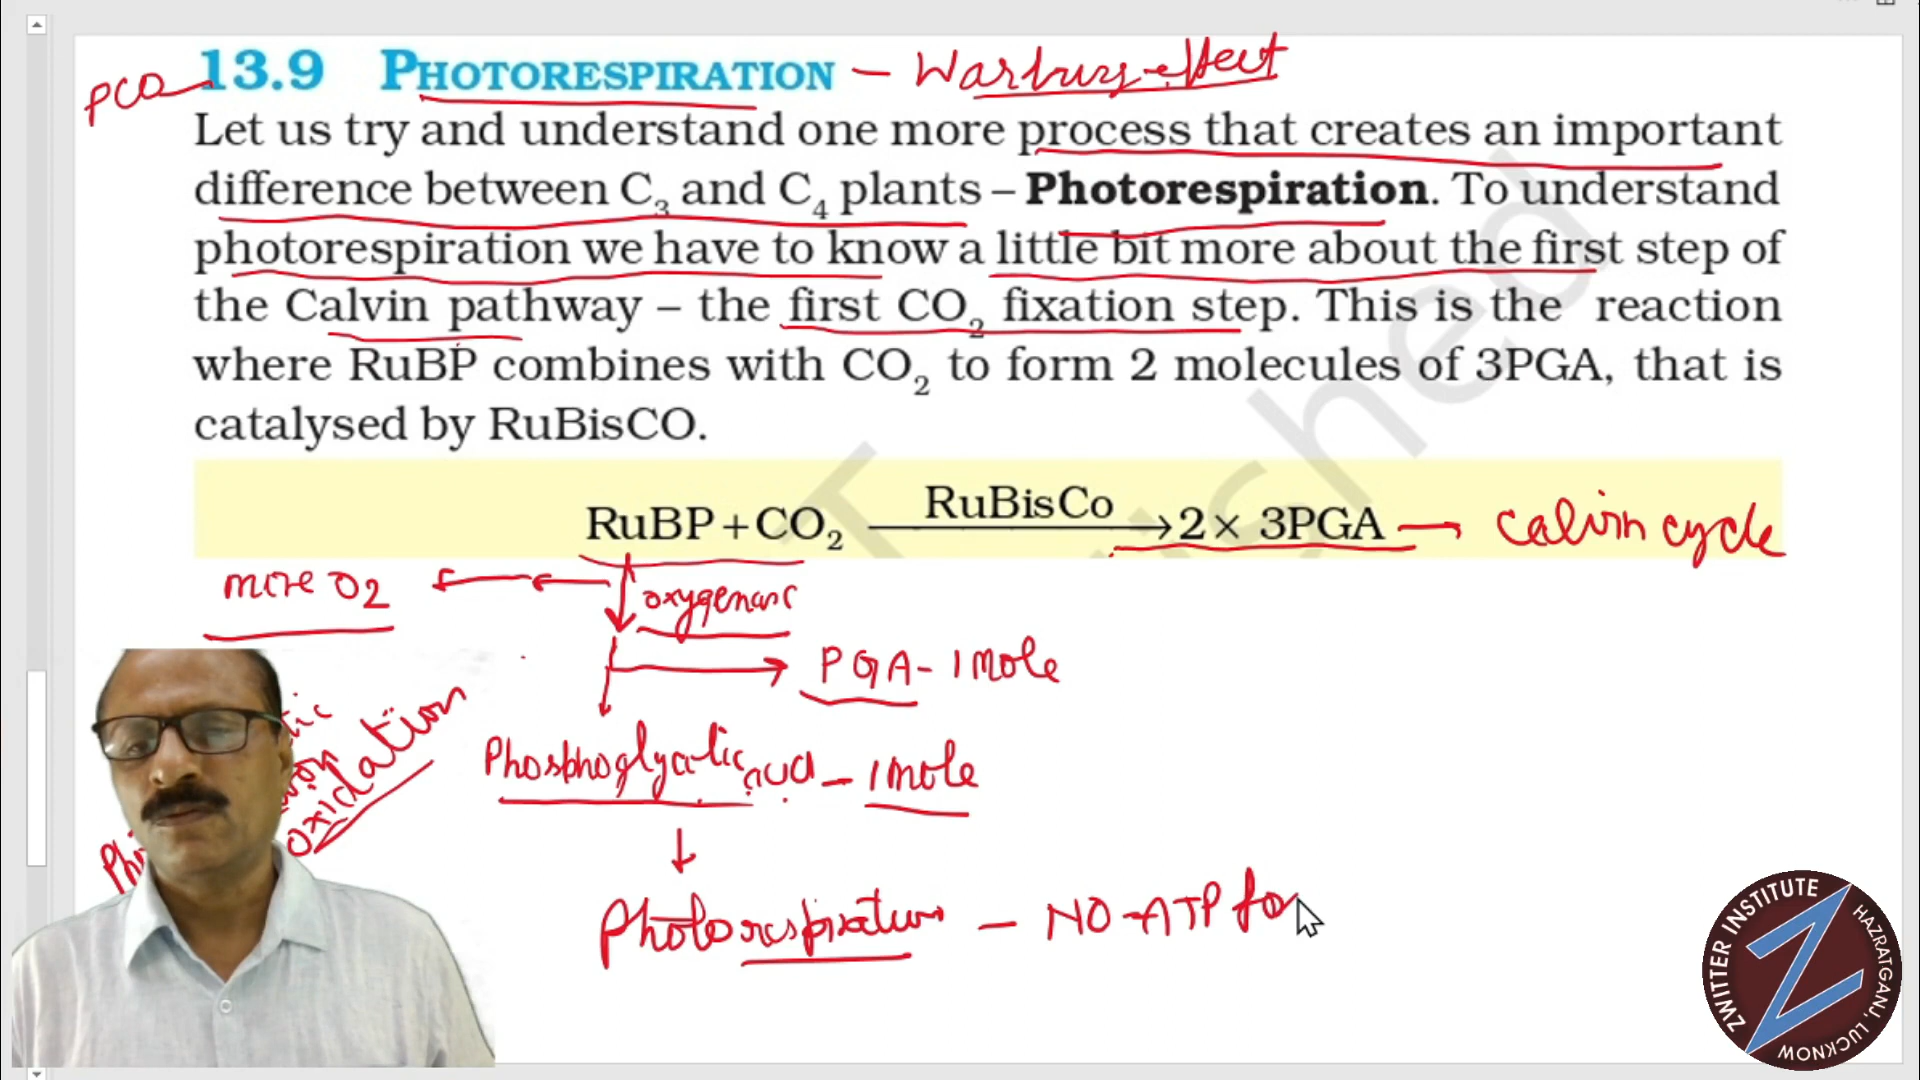 13.9 PHOTORESPIRATION – Warburg effect
PCO
Let us try and understand one more process that creates an important
difference between C3 and C4 plants – Photorespiration. To understand
photorespiration we have to know a little bit more about the first step of
the Calvin pathway – the first CO2 fixation step. This is the reaction
where RuBP combines with CO2 to form 2 molecules of 3PGA, that is
catalysed by RuBisCO.
RuBP+CO2 RuBisCo → 2× 3PGA → Calvin cycle
more O2 oxygenase
PGA - 1 mole
oxidation
Phosphoglycolic acid - 1 mole
Photorespiration – NO-ATP for
ZWITTER INSTITUTE
HAZRATGANJ, LUCKNOW